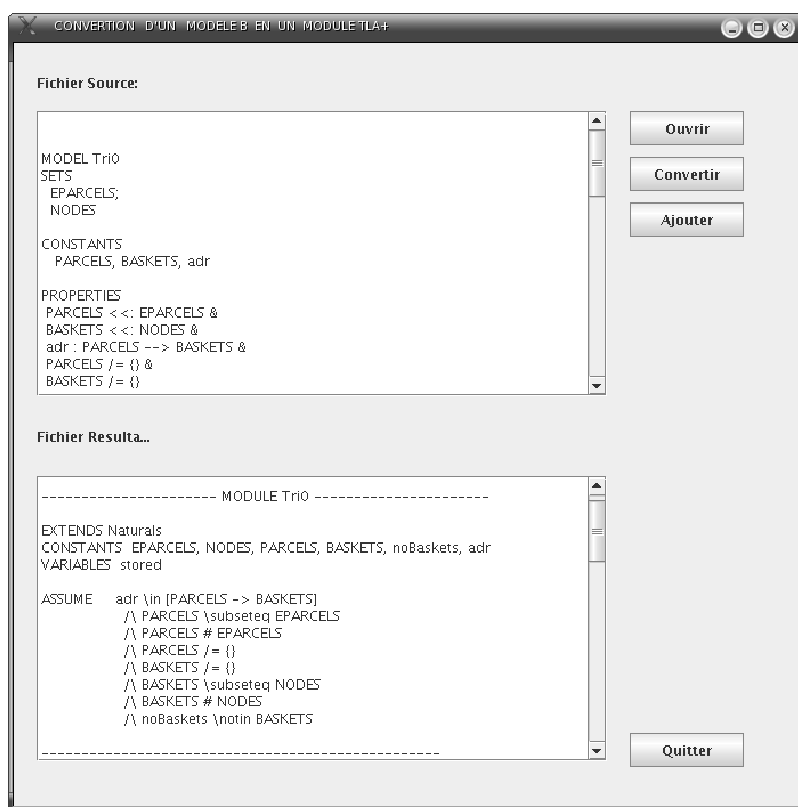 CONVERTION D'UN MODELE B EN UN MODULE TLA+
Fichier Source:
Ouvrir
Convertir
Ajouter
MODEL Tri0
SETS
EPARCELS;
NODES
CONSTANTS
PARCELS, BASKETS, adr
PROPERTIES
PARCELS <<: EPARCELS &
BASKETS <<: NODES &
adr : PARCELS --> BASKETS &
PARCELS /= {} &
BASKETS /= {}
Fichier Resulta...
---------------------- MODULE Tri0 ----------------------
EXTENDS Naturals
CONSTANTS EPARCELS, NODES, PARCELS, BASKETS, noBaskets, adr
VARIABLES stored
ASSUME adr \in [PARCELS -> BASKETS]
/\ PARCELS \subseteq EPARCELS
/\ PARCELS # EPARCELS
/\ PARCELS /= {}
/\ BASKETS /= {}
/\ BASKETS \subseteq NODES
/\ BASKETS # NODES
/\ noBaskets \notin BASKETS
--------------------------------------------------
Quitter